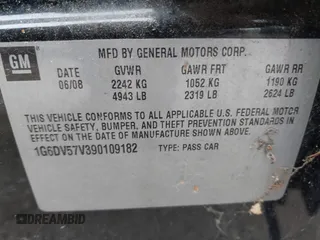 GM
MFD BY GENERAL MOTORS CORP.
DATE GVWR GAWR FRT GAWR RR
06/08 2242 KG 1052 KG 1190 KG
4943 LB 2319 LB 2624 LB
THIS VEHICLE CONFORMS TO ALL APPLICABLE U.S. FEDERAL MOTOR
VEHICLE SAFETY, BUMPER, AND THEFT PREVENTION STANDARDS IN
EFFECT ON THE DATE OF MANUFACTURE SHOWN ABOVE.
1G6DV57V390109182 TYPE: PASS CAR
DREAMBID